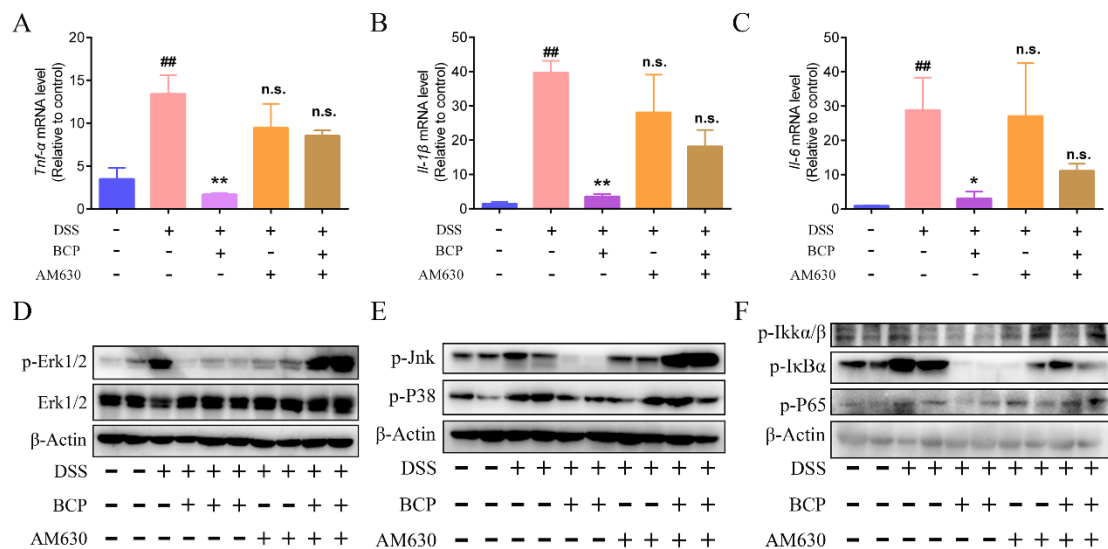 A
Tnf-α mRNA level
(Relative to control)
20
15
10
5
0
##
**
n.s.
n.s.
DSS - + + + +
BCP - - + - +
AM630 - - - + +
B
Il-1β mRNA level
(Relative to control)
50
40
30
20
10
0
##
**
n.s.
n.s.
DSS - + + + +
BCP - - + - +
AM630 - - - + +
C
Il-6 mRNA level
(Relative to control)
50
40
30
20
10
0
##
*
n.s.
n.s.
DSS - + + + +
BCP - - + - +
AM630 - - - + +
D
p-Erk1/2
Erk1/2
β-Actin
DSS − − + + + + + + + +
BCP − − − + + + − − + +
AM630 − − − − − − + + + +
E
p-Jnk
p-P38
β-Actin
DSS − − + + + + + + + +
BCP − − − − + + − − + +
AM630 − − − − − − + + + +
F
p-Ikkα/β
p-IκBα
p-P65
β-Actin
DSS − − + + + + + + + +
BCP − − − − + + − − + +
AM630 − − − − − − + + + +